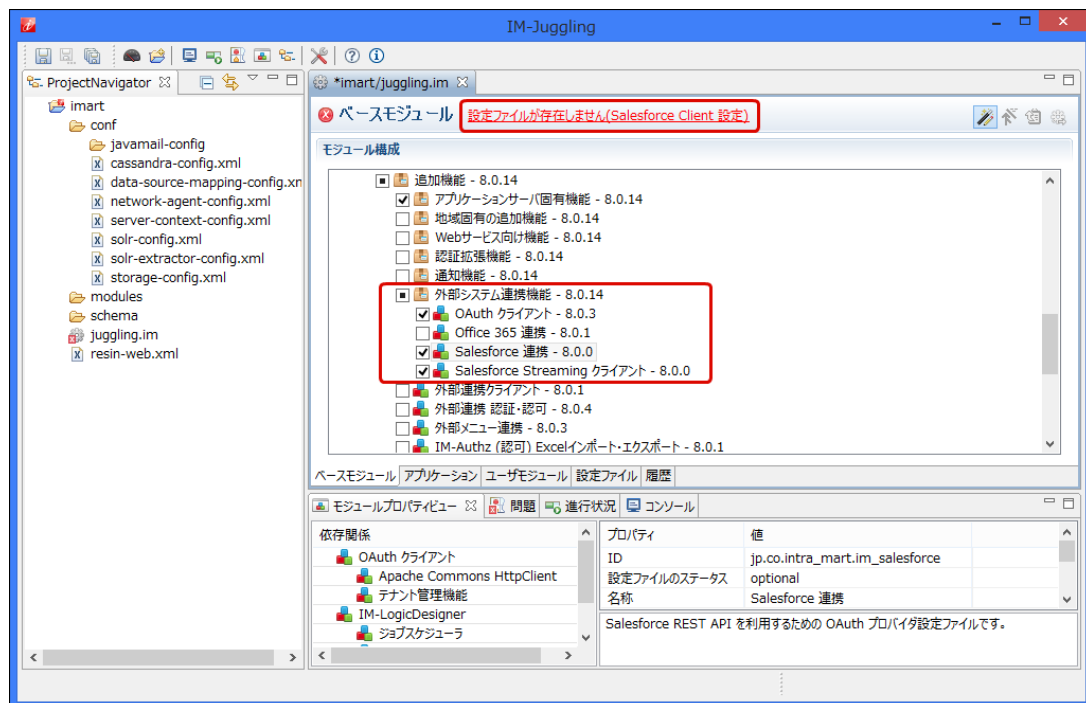 IM-Juggling
ProjectNavigator
*imart/juggling.im
imart
conf
javamail-config
cassandra-config.xml
data-source-mapping-config.xn
network-agent-config.xml
server-context-config.xml
solr-config.xml
solr-extractor-config.xml
storage-config.xml
modules
schema
juggling.im
resin-web.xml
ベースモジュール 設定ファイルが存在しません(Salesforce Client 設定)
モジュール構成
追加機能 - 8.0.14
アプリケーションサーバ固有機能 - 8.0.14
地域固有の追加機能 - 8.0.14
Webサービス向け機能 - 8.0.14
認証拡張機能 - 8.0.14
通知機能 - 8.0.14
外部システム連携機能 - 8.0.14
OAuth クライアント - 8.0.3
Office 365 連携 - 8.0.1
Salesforce 連携 - 8.0.0
Salesforce Streaming クライアント - 8.0.0
外部連携クライアント - 8.0.1
外部連携 認証・認可 - 8.0.4
外部メニュー連携 - 8.0.3
IM-Authz (認可) Excelインポート・エクスポート - 8.0.1
ベースモジュール アプリケーション ユーザモジュール 設定ファイル 履歴
モジュールプロパティビュー 問題 進行状況 コンソール
依存関係
OAuth クライアント
Apache Commons HttpClient
テナント管理機能
IM-LogicDesigner
ジョブスケジューラ
プロパティ 値
ID jp.co.intra_mart.im_salesforce
設定ファイルのステータス optional
名称 Salesforce 連携
Salesforce REST API を利用するための OAuth プロバイダ設定ファイルです。